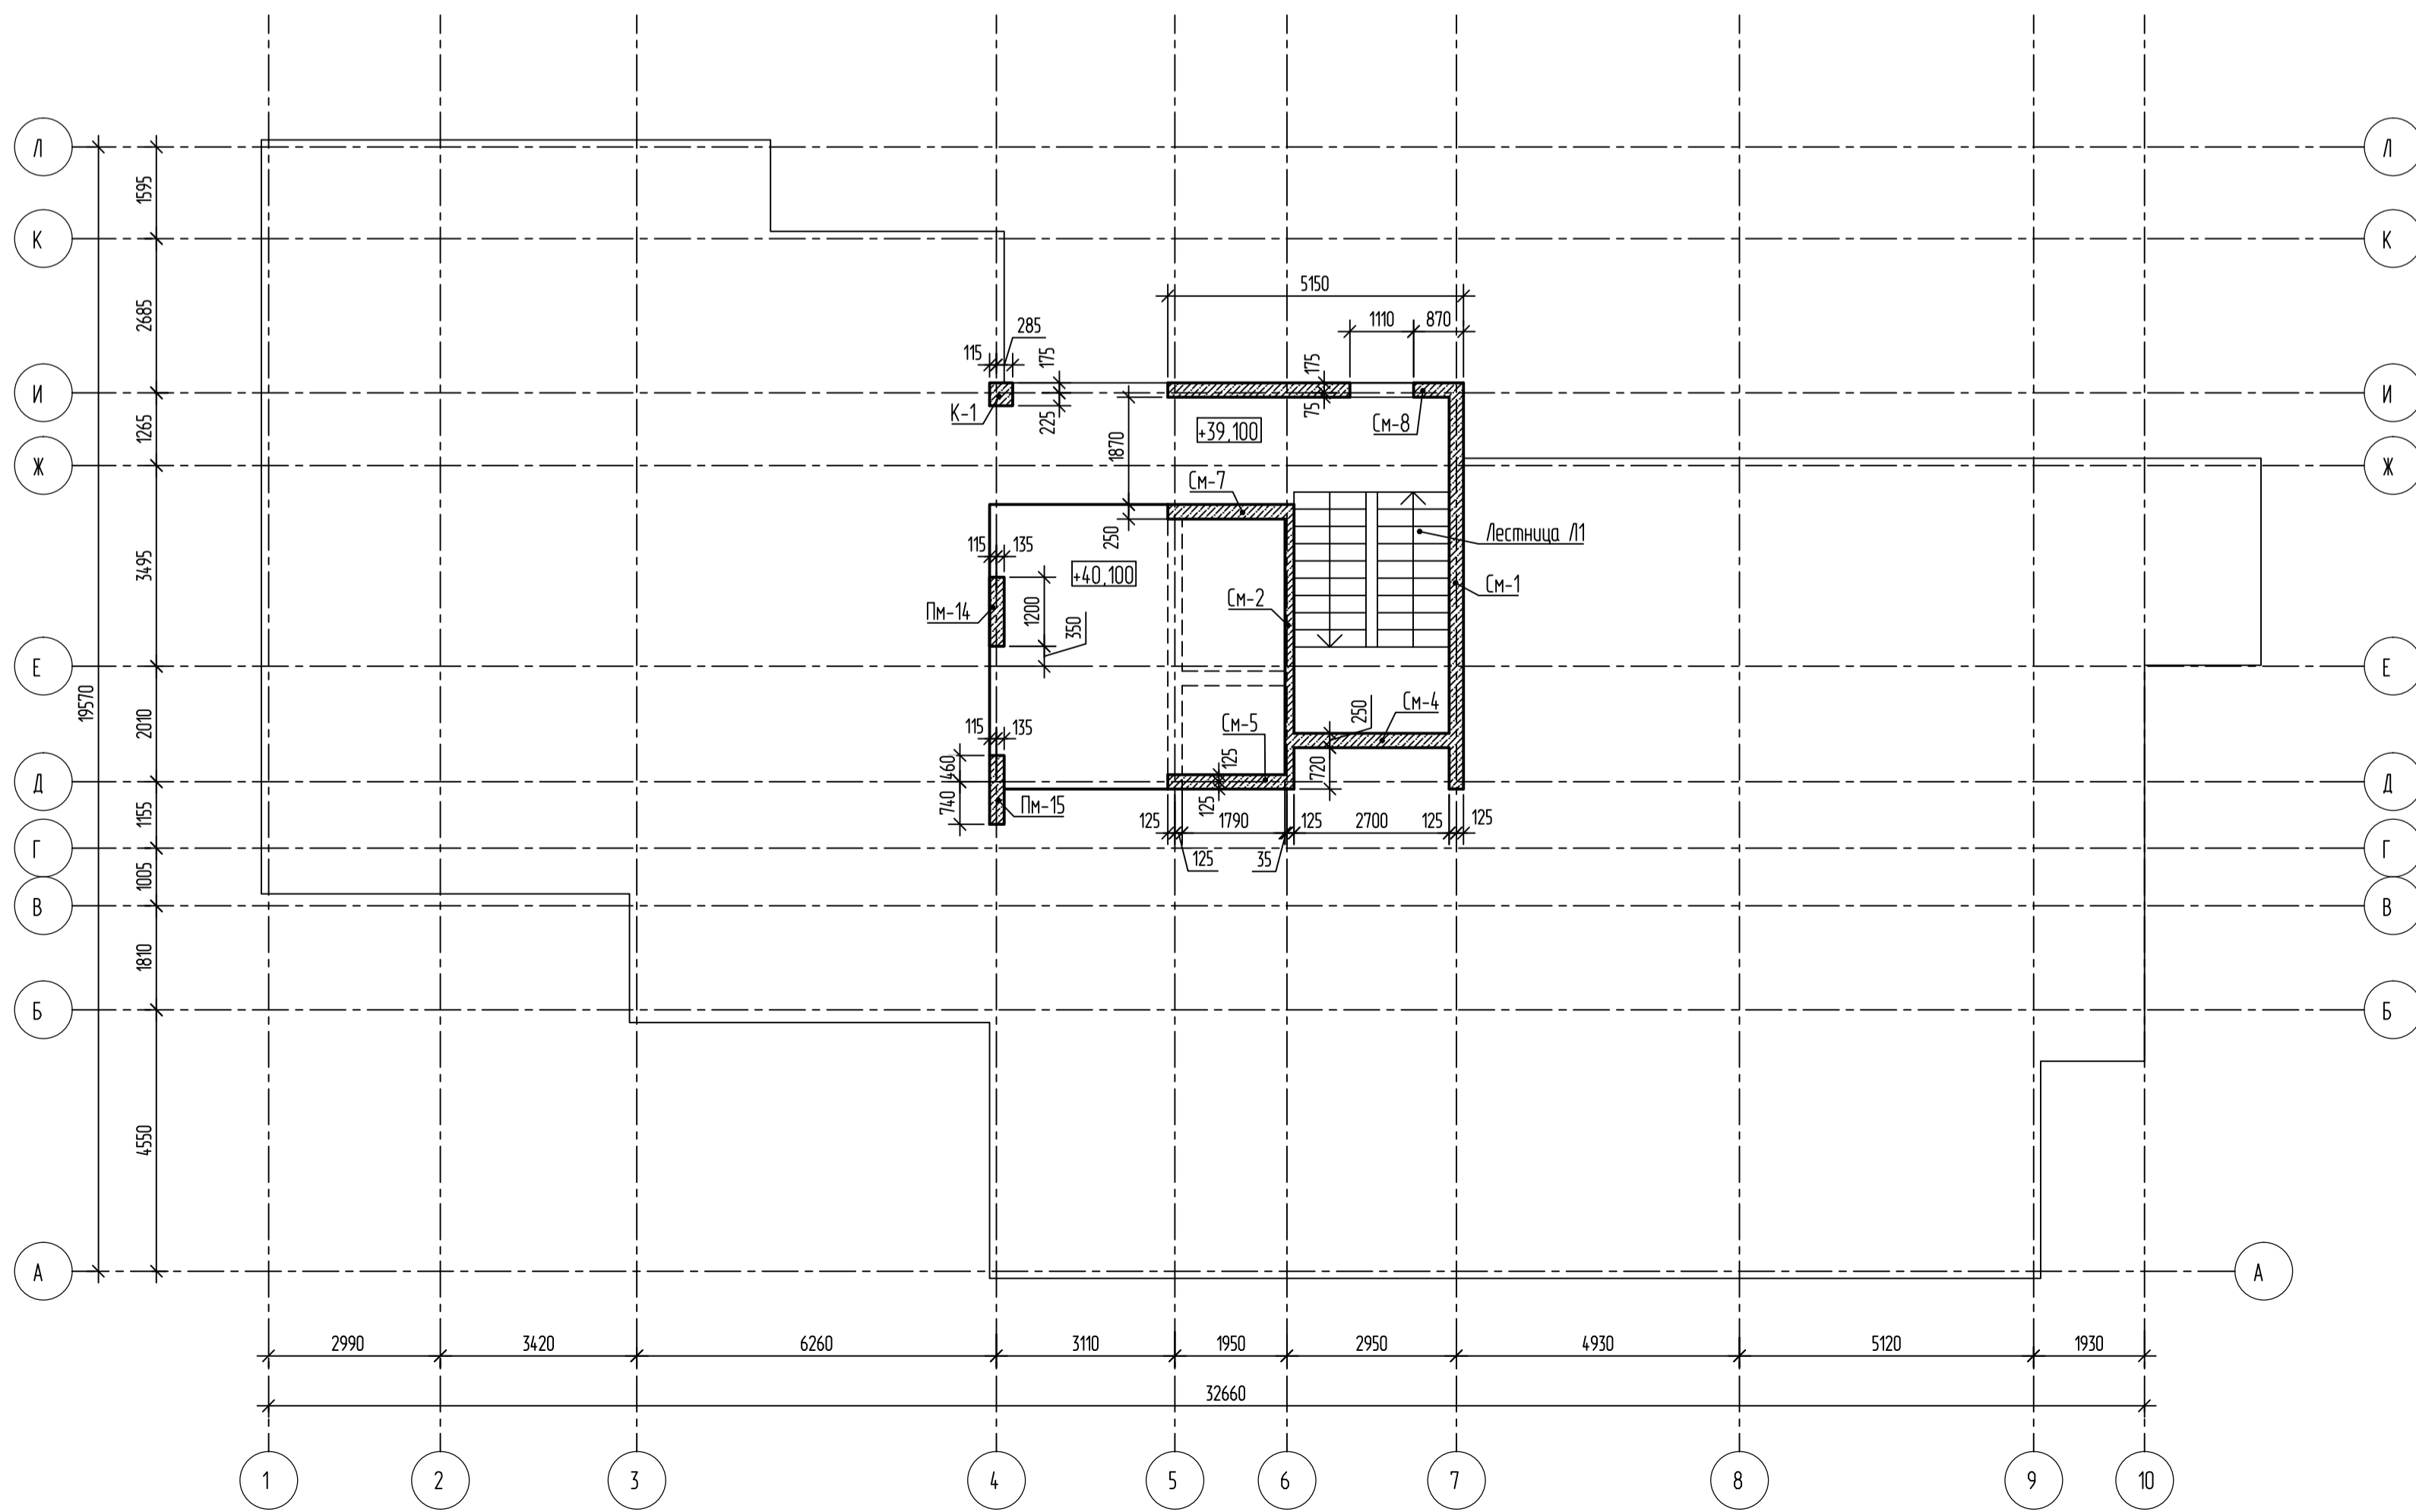 Л
Л
1595
К
К
2685
5150
1110
870
285
115
175
175
И
И
К-1
225
75
См-8
+39,100
1265
1870
Ж
Ж
См-7
250
Лестница Л1
115
135
3495
+40,100
См-1
См-2
Пм-14
1200
350
Е
Е
19570
2010
250
См-4
См-5
115
135
125
460
720
Д
Д
740
Пм-15
125
1155
125
1790
125
2700
125
125
Г
Г
125
35
1005
В
В
1810
Б
Б
4550
А
А
2990
3420
6260
3110
1950
2950
4930
5120
1930
32660
1
2
3
4
5
6
7
8
9
10